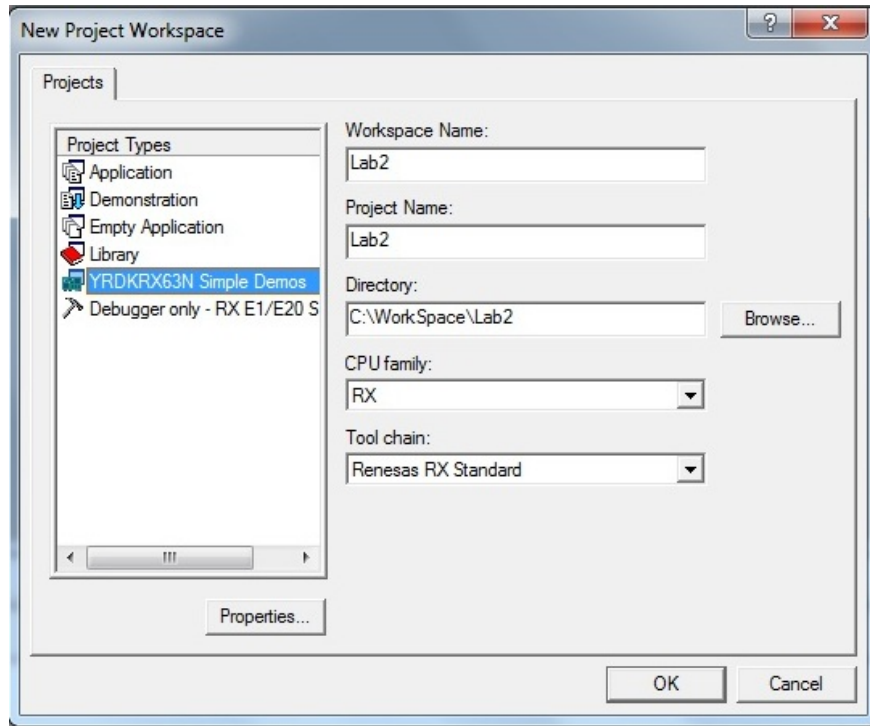 New Project Workspace
Projects
Project Types
Application
Demonstration
Empty Application
Library
YRDKRX63N Simple Demos
Debugger only - RX E1/E20 S
Properties...
Workspace Name:
Lab2
Project Name:
Lab2
Directory:
C:\WorkSpace\Lab2
Browse...
CPU family:
RX
Tool chain:
Renesas RX Standard
OK
Cancel